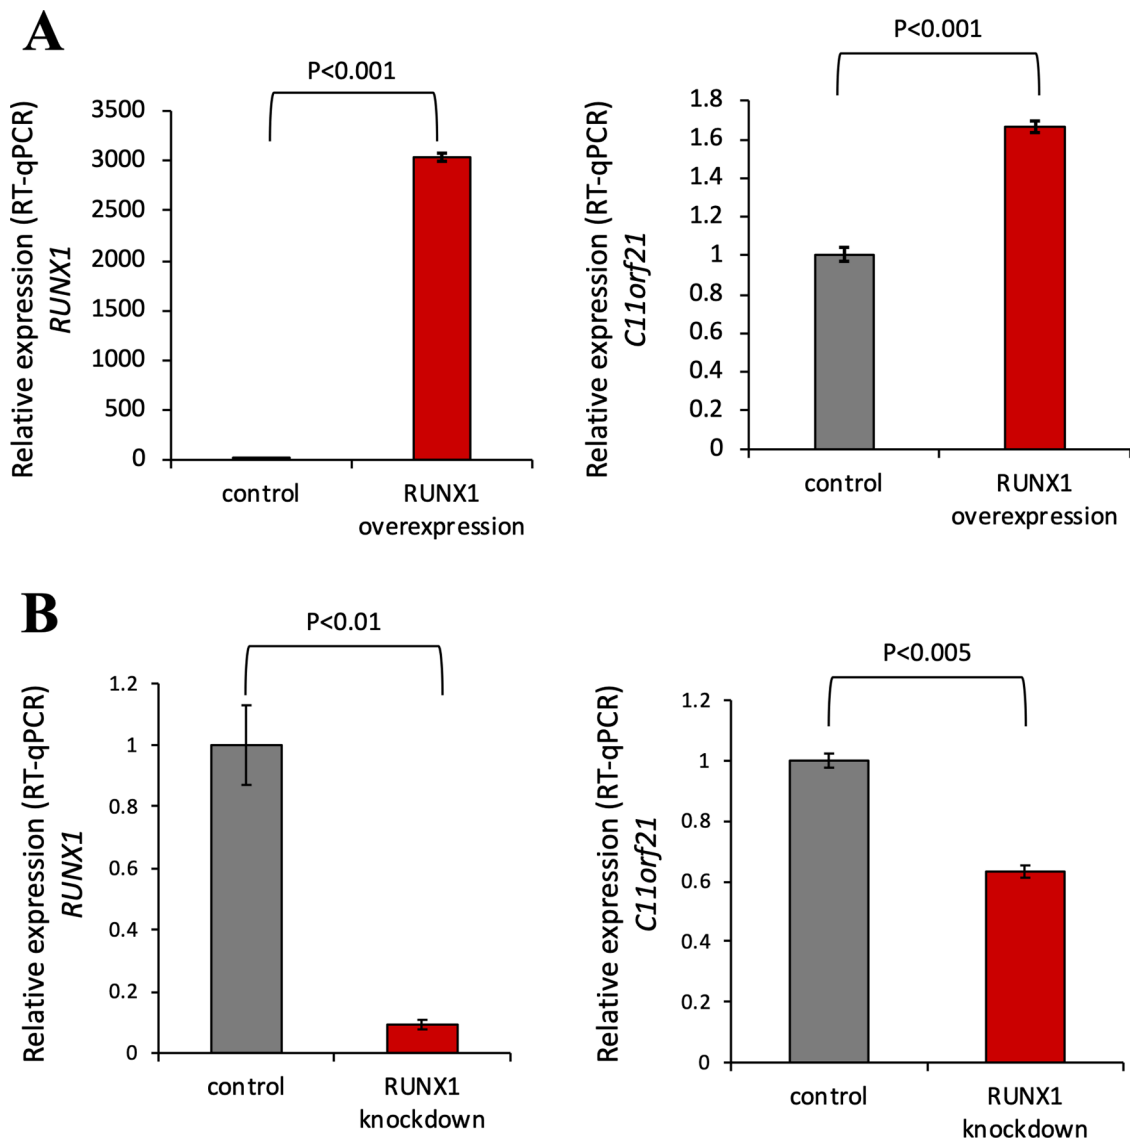 A
P<0.001
Relative expression (RT-qPCR)
RUNX1
3500
3000
2500
2000
1500
1000
500
0
control
RUNX1
overexpression
P<0.001
Relative expression (RT-qPCR)
C11orf21
1.8
1.6
1.4
1.2
1
0.8
0.6
0.4
0.2
0
control
RUNX1
overexpression
B
P<0.01
Relative expression (RT-qPCR)
RUNX1
1.2
1
0.8
0.6
0.4
0.2
0
control
RUNX1
knockdown
P<0.005
Relative expression (RT-qPCR)
C11orf21
1.2
1
0.8
0.6
0.4
0.2
0
control
RUNX1
knockdown